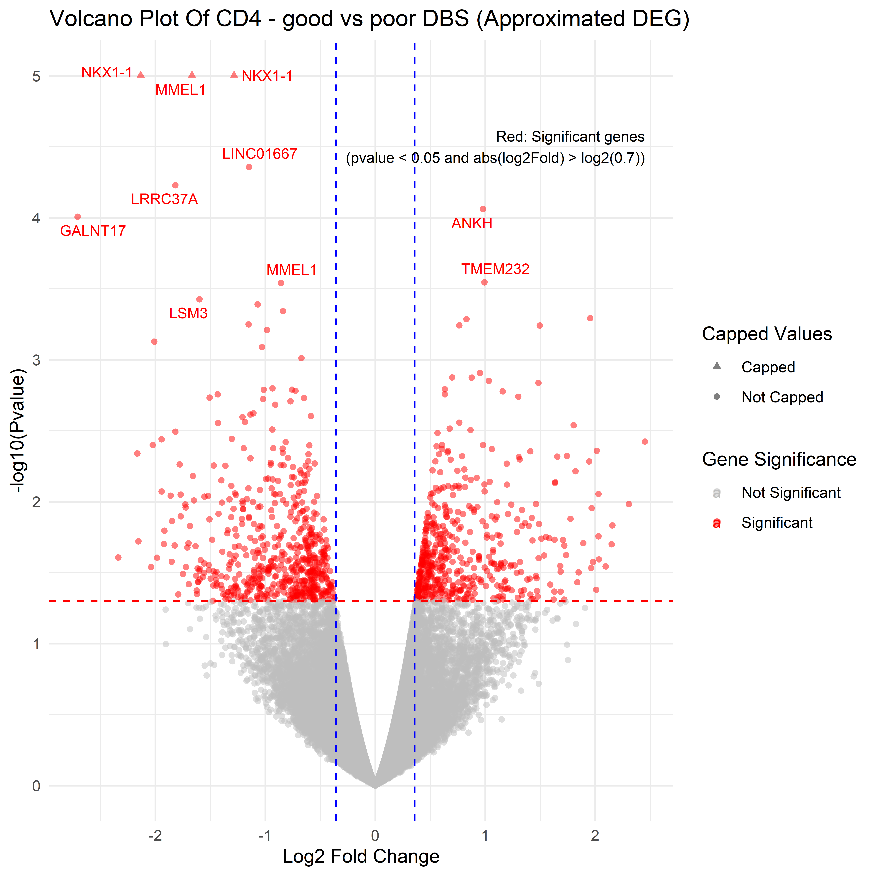 Volcano Plot Of CD4 - good vs poor DBS (Approximated DEG)
5
4
3
2
1
0
-log10(Pvalue)
NKX1-1
MMEL1
NKX1-1
LINC01667
LRRC37A
GALNT17
MMEL1
LSM3
Red: Significant genes
(pvalue < 0.05 and abs(log2Fold) > log2(0.7))
ANKH
TMEM232
-2
-1
0
1
2
Log2 Fold Change
Capped Values
Capped
Not Capped
Gene Significance
a Not Significant
a Significant